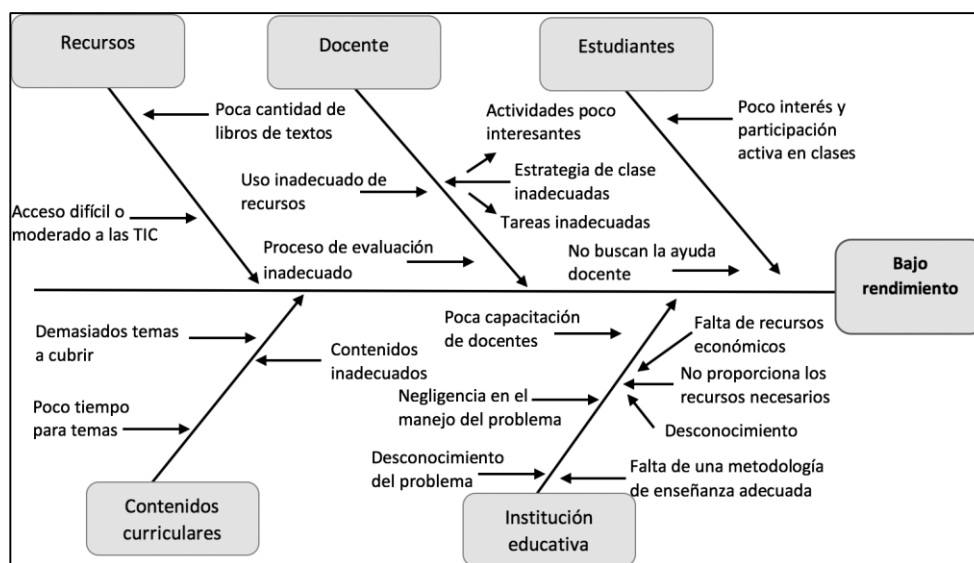 Recursos
Docente
Estudiantes
Poca cantidad de
libros de textos
Acceso difícil o
moderado a las TIC
Actividades poco
interesantes
Uso inadecuado de
recursos
Estrategia de clase
inadecuadas
Tareas inadecuadas
Proceso de evaluación
inadecuado
Poco interés y
participación
activa en clases
No buscan la ayuda
docente
Bajo
rendimiento
Demasiados temas
a cubrir
Contenidos
inadecuados
Poco tiempo
para temas
Contenidos
curriculares
Poca capacitación
de docentes
Falta de recursos
económicos
No proporciona los
recursos necesarios
Negligencia en el
manejo del problema
Desconocimiento
Desconocimiento
del problema
Falta de una metodología
de enseñanza adecuada
Institución
educativa